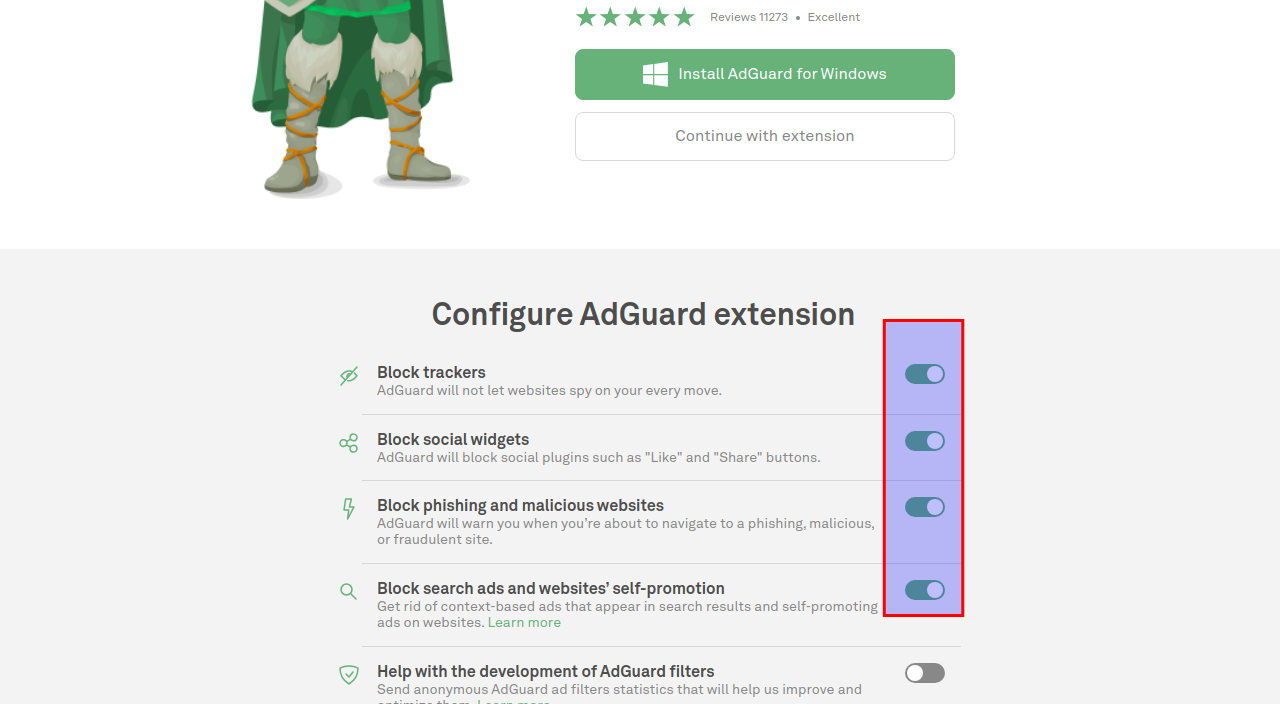 Reviews 11273 • Excellent
Install AdGuard for Windows
Continue with extension
Configure AdGuard extension
Block trackers
AdGuard will not let websites spy on your every move.
Block social widgets
AdGuard will block social plugins such as "Like" and "Share" buttons.
Block phishing and malicious websites
AdGuard will warn you when you’re about to navigate to a phishing, malicious,
or fraudulent site.
Block search ads and websites’ self-promotion
Get rid of context-based ads that appear in search results and self-promoting
ads on websites. Learn more
Help with the development of AdGuard filters
Send anonymous AdGuard ad filters statistics that will help us improve and
optimize them. Learn more